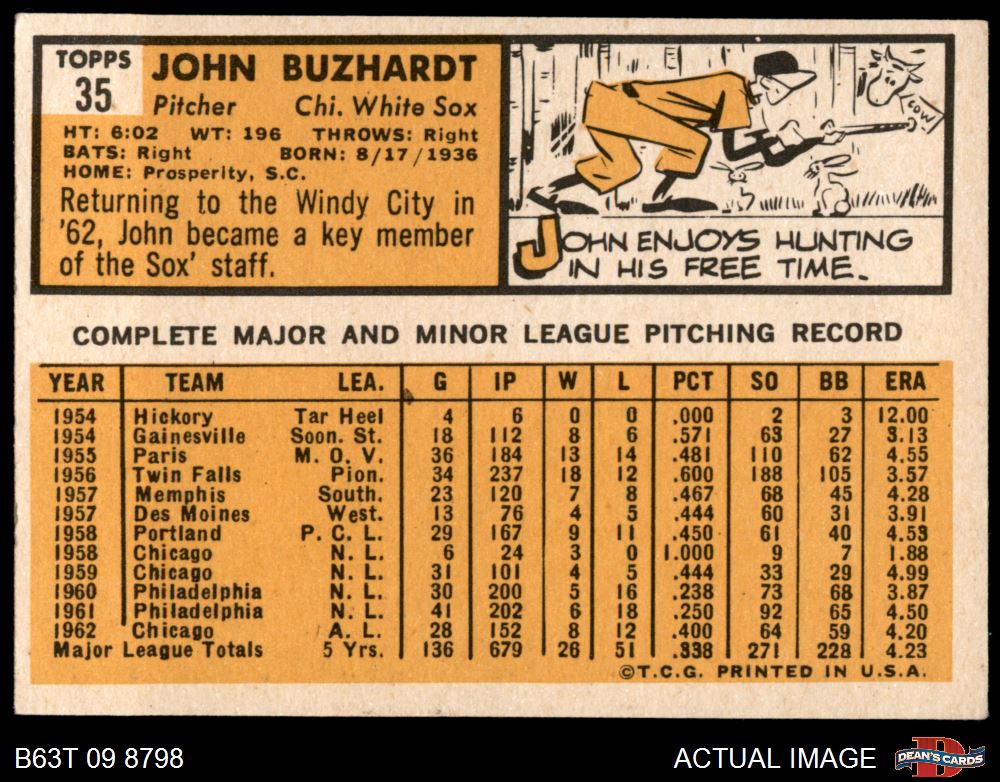 TOPPS
35
JOHN BUZHARDT
Pitcher Chi. White Sox
HT: 6:02 WT: 196 THROWS: Right
BATS: Right BORN: 8/17/1936
HOME: Prosperity, S.C.
Returning to the Windy City in
'62, John became a key member
of the Sox' staff.
COW
JOHN ENJOYS HUNTING
IN HIS FREE TIME.
COMPLETE MAJOR AND MINOR LEAGUE PITCHING RECORD
YEAR TEAM LEA. G IP W L PCT SO BB ERA
1954 Hickory Tar Heel 4 6 0 0 .000 2 3 12.00
1954 Gainesville Soon. St. 18 112 8 6 .571 63 27 3.13
1955 Paris M. O. V. 36 184 13 14 .481 110 62 4.55
1956 Twin Falls Pion. 34 237 18 12 .600 188 105 3.57
1957 Memphis South. 23 120 7 8 .467 68 45 4.28
1957 Des Moines West. 13 76 4 5 .444 60 31 3.91
1958 Portland P. C. L. 29 167 9 11 .450 61 40 4.53
1958 Chicago N. L. 6 24 3 0 1.000 9 7 1.88
1959 Chicago N. L. 31 101 4 5 .444 33 29 4.99
1960 Philadelphia N. L. 30 200 5 16 .238 73 68 3.87
1961 Philadelphia N. L. 41 202 6 18 .250 92 65 4.50
1962 Chicago A. L. 28 152 8 12 .400 64 59 4.20
Major League Totals 5 Yrs. 136 679 26 51 .338 271 228 4.23
©T.C.G. PRINTED IN U.S.A.
B63T 09 8798
ACTUAL IMAGE
D
DEAN'S CARDS